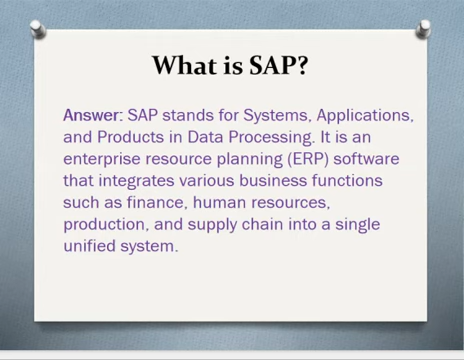 What is SAP?
Answer: SAP stands for Systems, Applications,
and Products in Data Processing. It is an
enterprise resource planning (ERP) software
that integrates various business functions
such as finance, human resources,
production, and supply chain into a single
unified system.